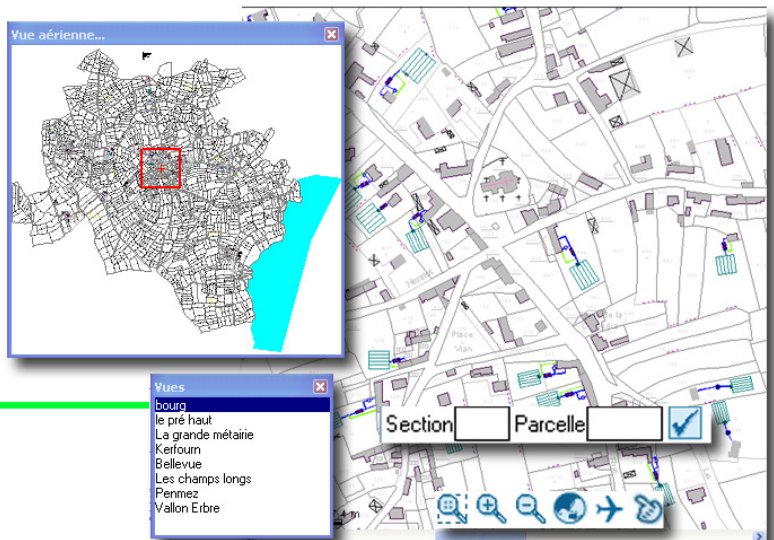 Vue aérienne...
Vues
bourg
le pré haut
La grande métairie
Kerfourn
Bellevue
Les champs longs
Penmez
Vallon Erbre
Place
Section
Parcelle